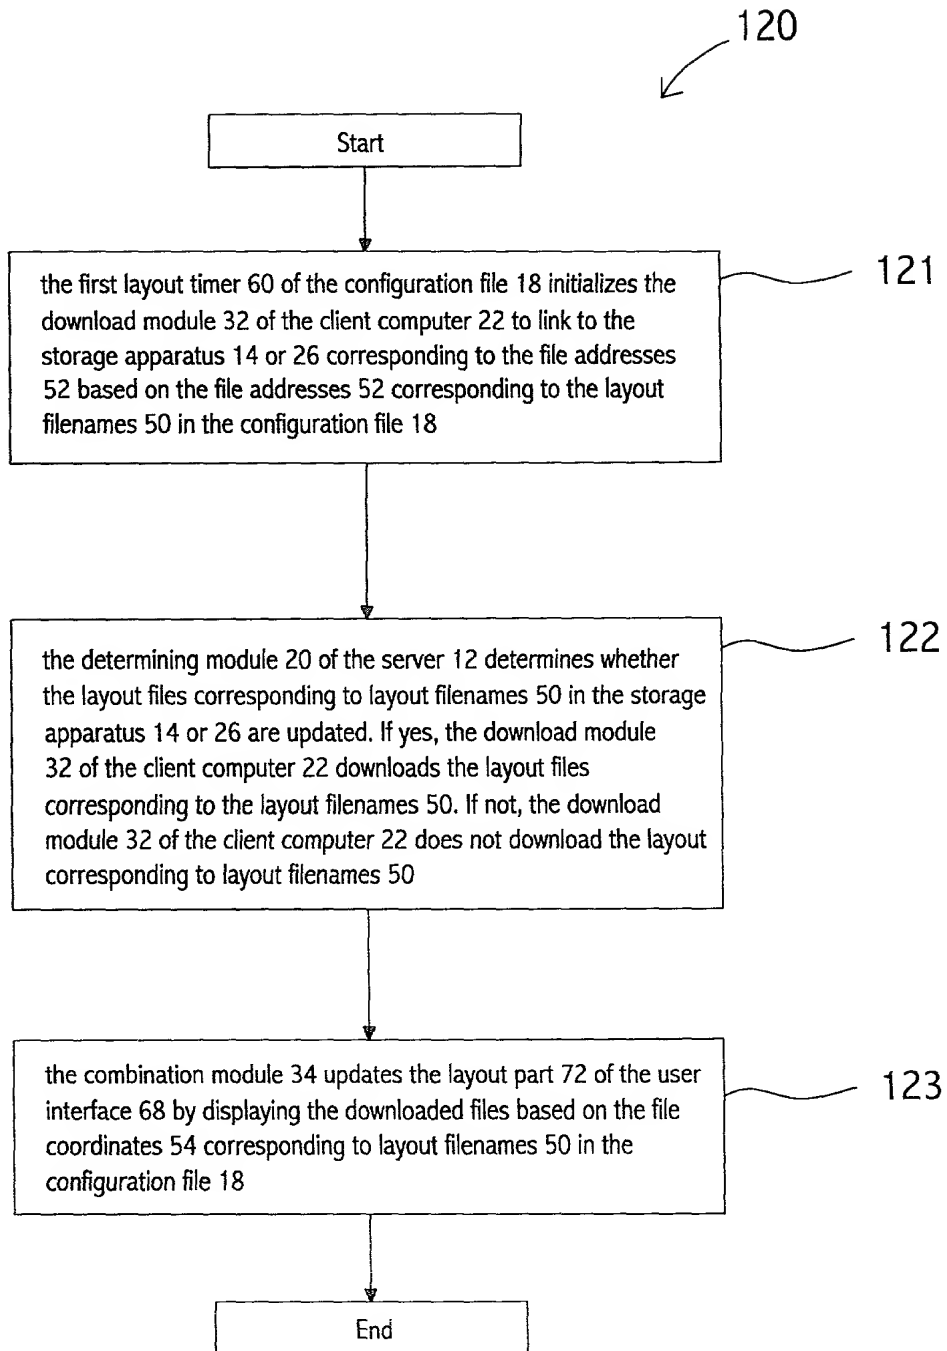 120
Start
the first layout timer 60 of the configuration file 18 initializes the
download module 32 of the client computer 22 to link to the
storage apparatus 14 or 26 corresponding to the file addresses
52 based on the file addresses 52 corresponding to the layout
filenames 50 in the configuration file 18
121
the determining module 20 of the server 12 determines whether
the layout files corresponding to layout filenames 50 in the storage
apparatus 14 or 26 are updated. If yes, the download module
32 of the client computer 22 downloads the layout files
corresponding to the layout filenames 50. If not, the download
module 32 of the client computer 22 does not download the layout
corresponding to layout filenames 50
122
the combination module 34 updates the layout part 72 of the user
interface 68 by displaying the downloaded files based on the file
coordinates 54 corresponding to layout filenames 50 in the
configuration file 18
123
End